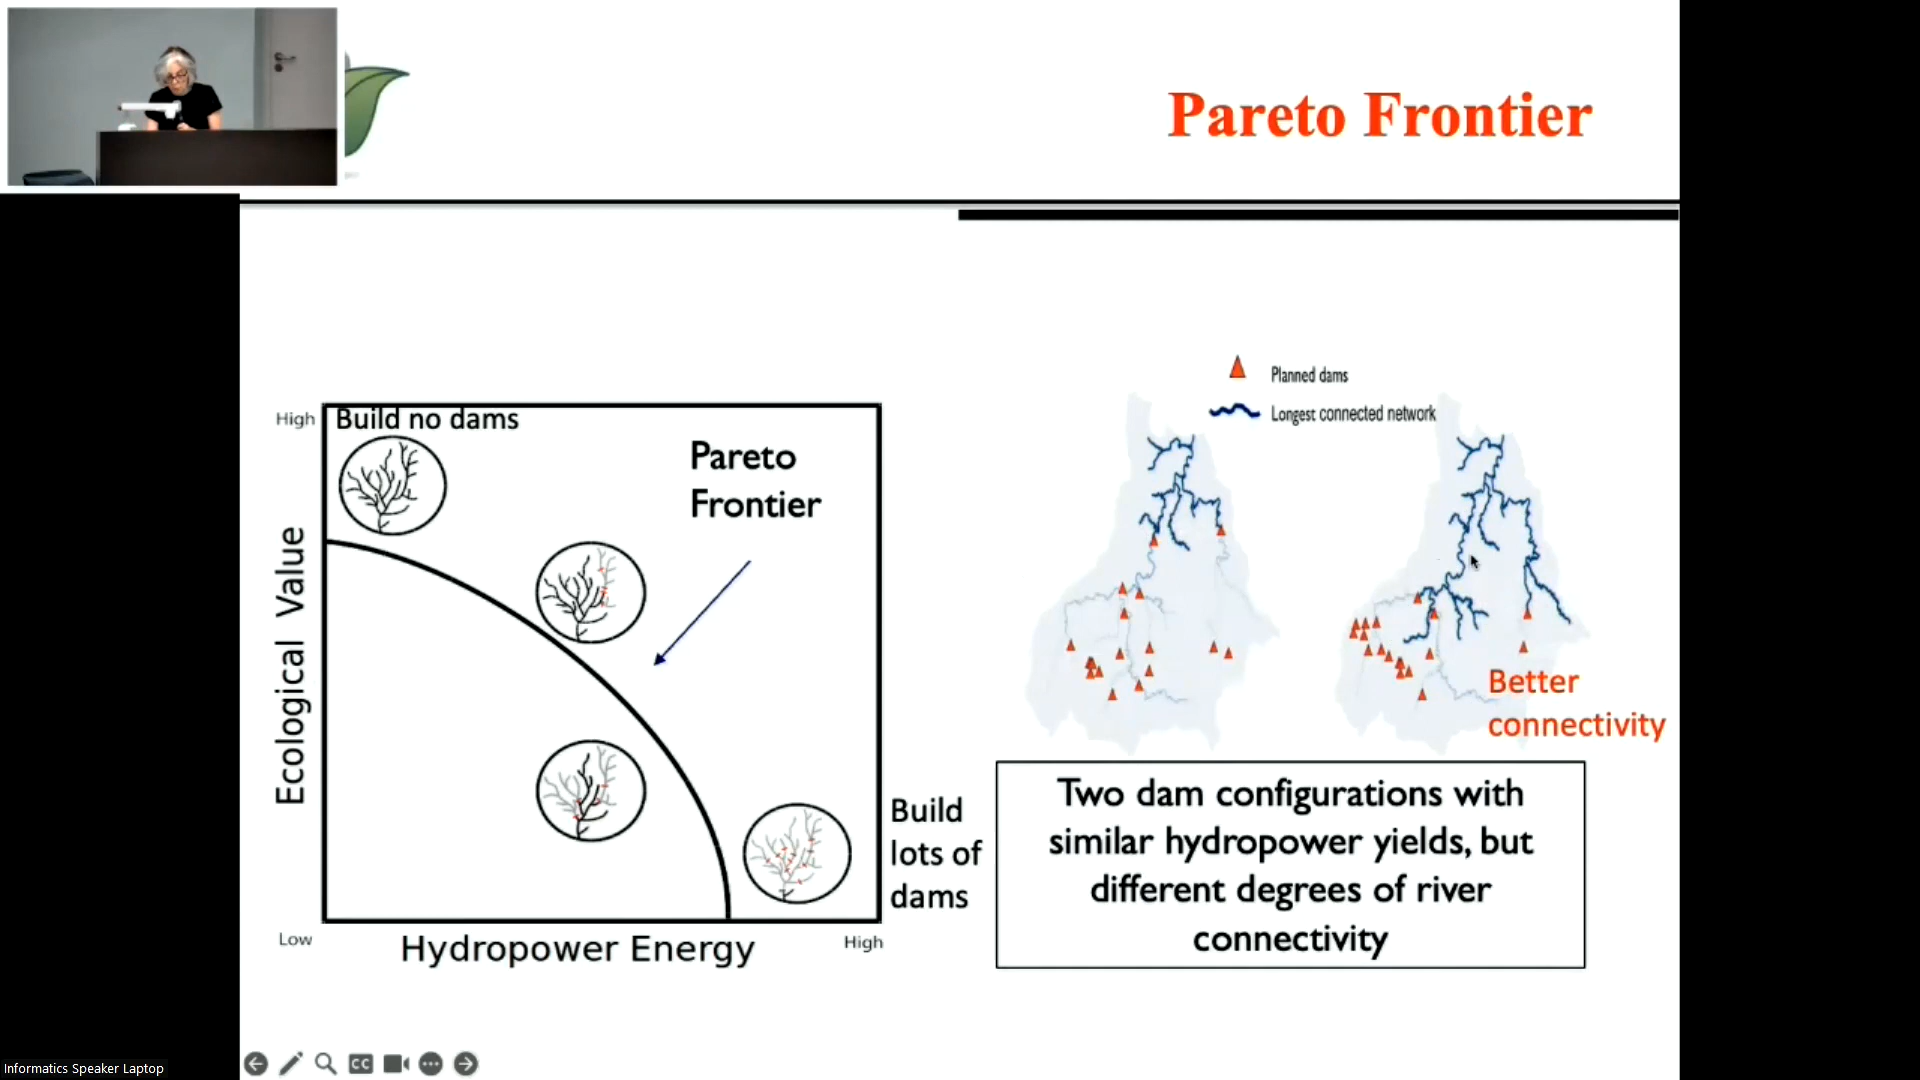 Pareto Frontier
Planned dams
Longest connected network
High
Build no dams
Pareto
Frontier
Ecological Value
Better
connectivity
Build
lots of
dams
Two dam configurations with
similar hydropower yields, but
different degrees of river
connectivity
Low
Hydropower Energy
High
CC
Informatics Speaker Laptop